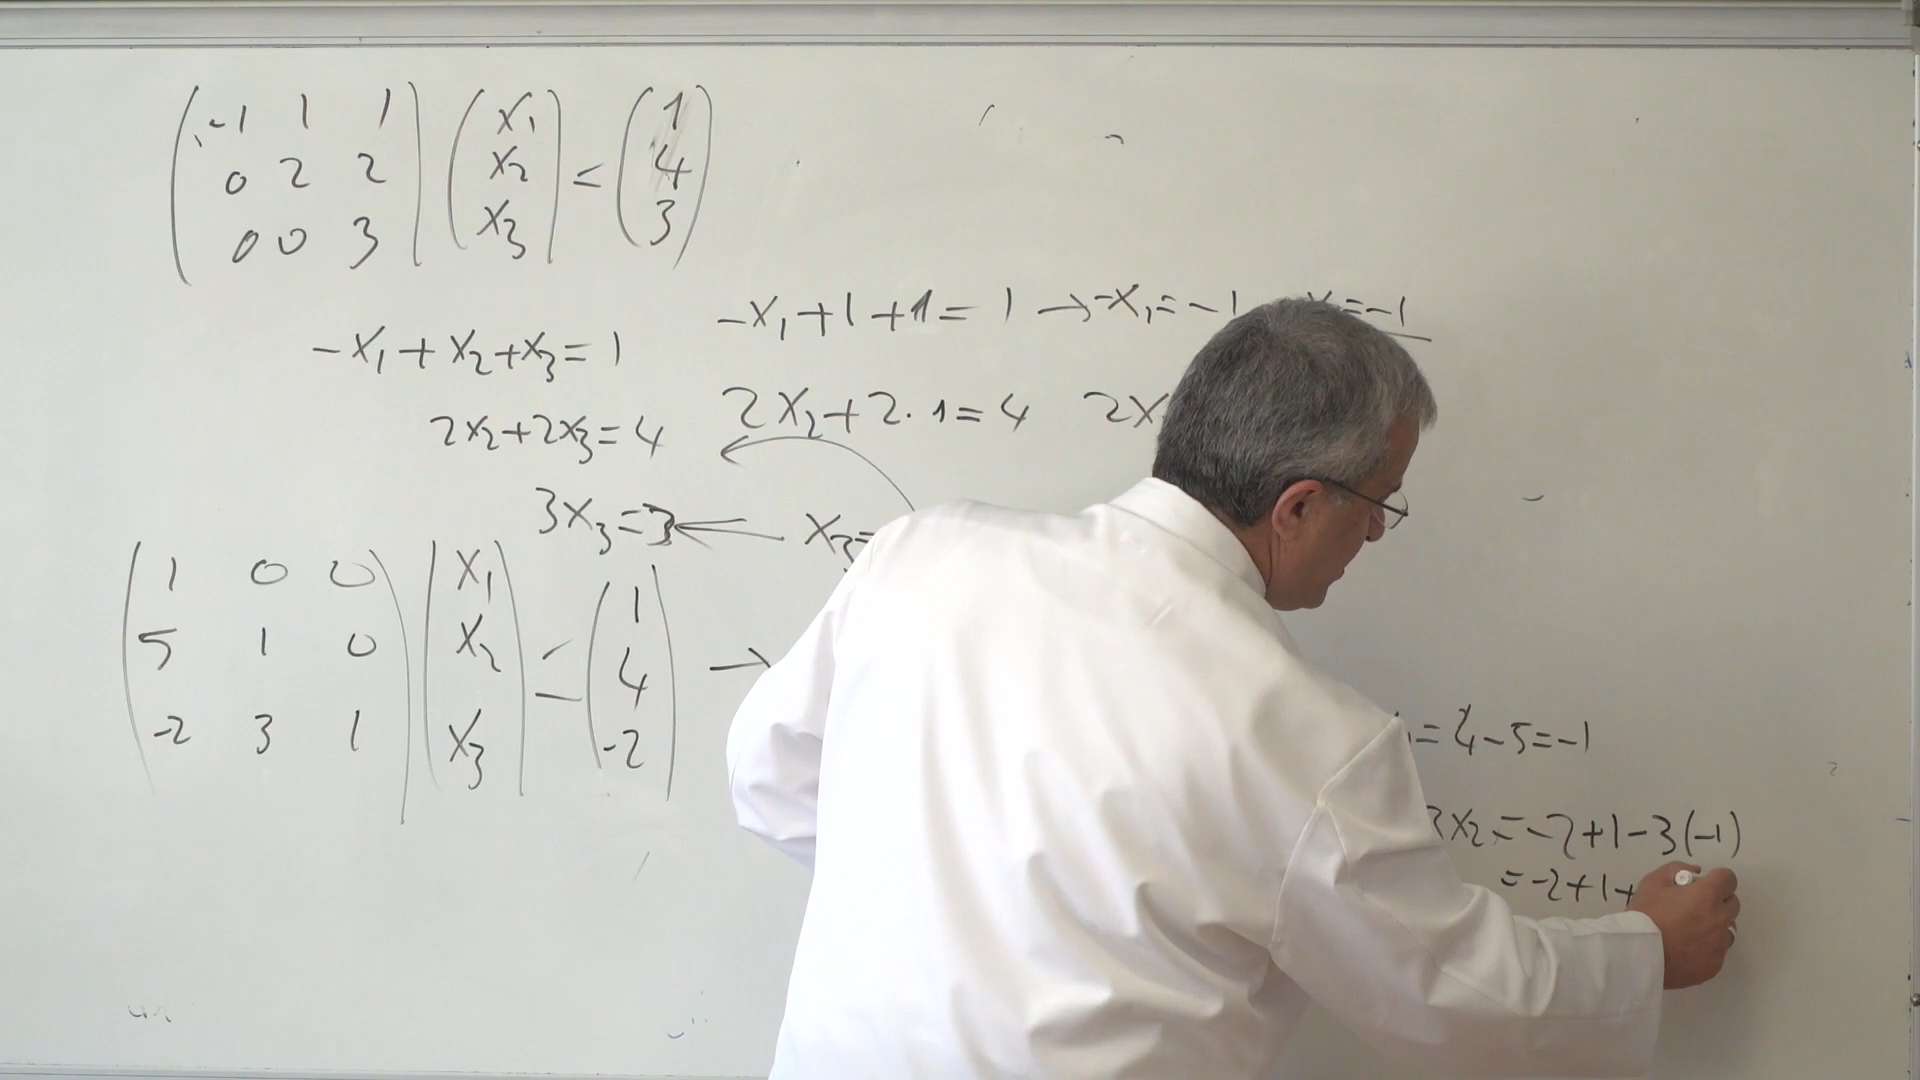 -1 1 1
0 2 2
0 0 3
x₁
x₂
x₃
=
1
4
3
-x₁+x₂+x₃=1
2x₂+2x₃=4
3x₃=3
-x₁+1+1=1 → -x₁=-1 x=-1
2x₂+2·1=4 2x
x₃=
1 0 0
5 1 0
-2 3 1
x₁
x₂
x₃
=
1
4
-2
→
=4-5=-1
3x₂=-2+1-3(-1)
=-2+1+